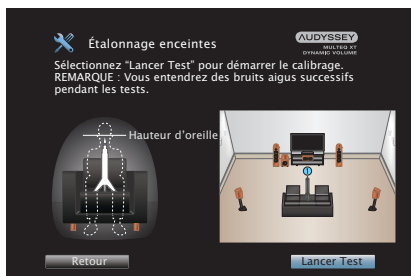 Étalonnage enceintes
AUDYSSEY
MULTEQ XT
DYNAMIC VOLUME
Sélectionnez "Lancer Test" pour démarrer le calibrage.
REMARQUE : Vous entendrez des bruits aigus successifs
pendant les tests.
Hauteur d'oreille
1
Retour
Lancer Test